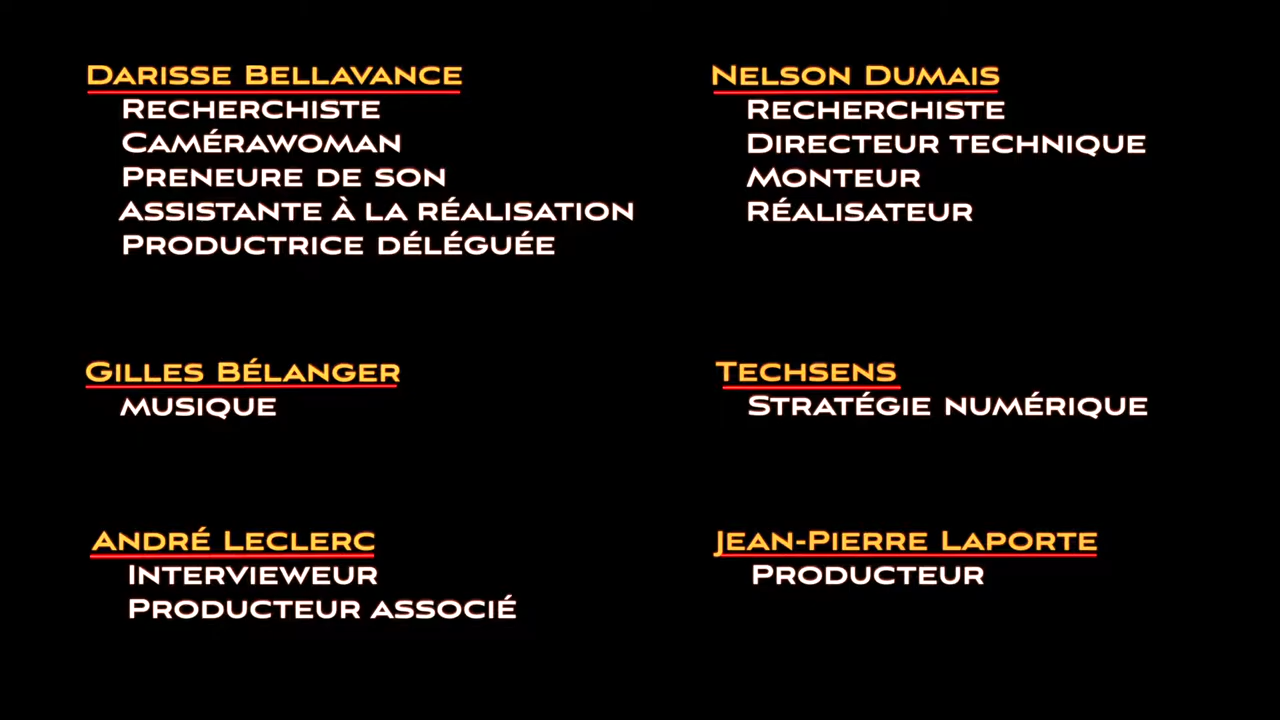 Darisse Bellavance
Recherchiste
Camérawoman
Preneure de son
Assistante à la réalisation
Productrice déléguée
Nelson Dumais
Recherchiste
Directeur technique
Monteur
Réalisateur
Gilles Bélanger
musique
Techsens
Stratégie numérique
André Leclerc
Intervieweur
Producteur associé
Jean-Pierre Laporte
Producteur